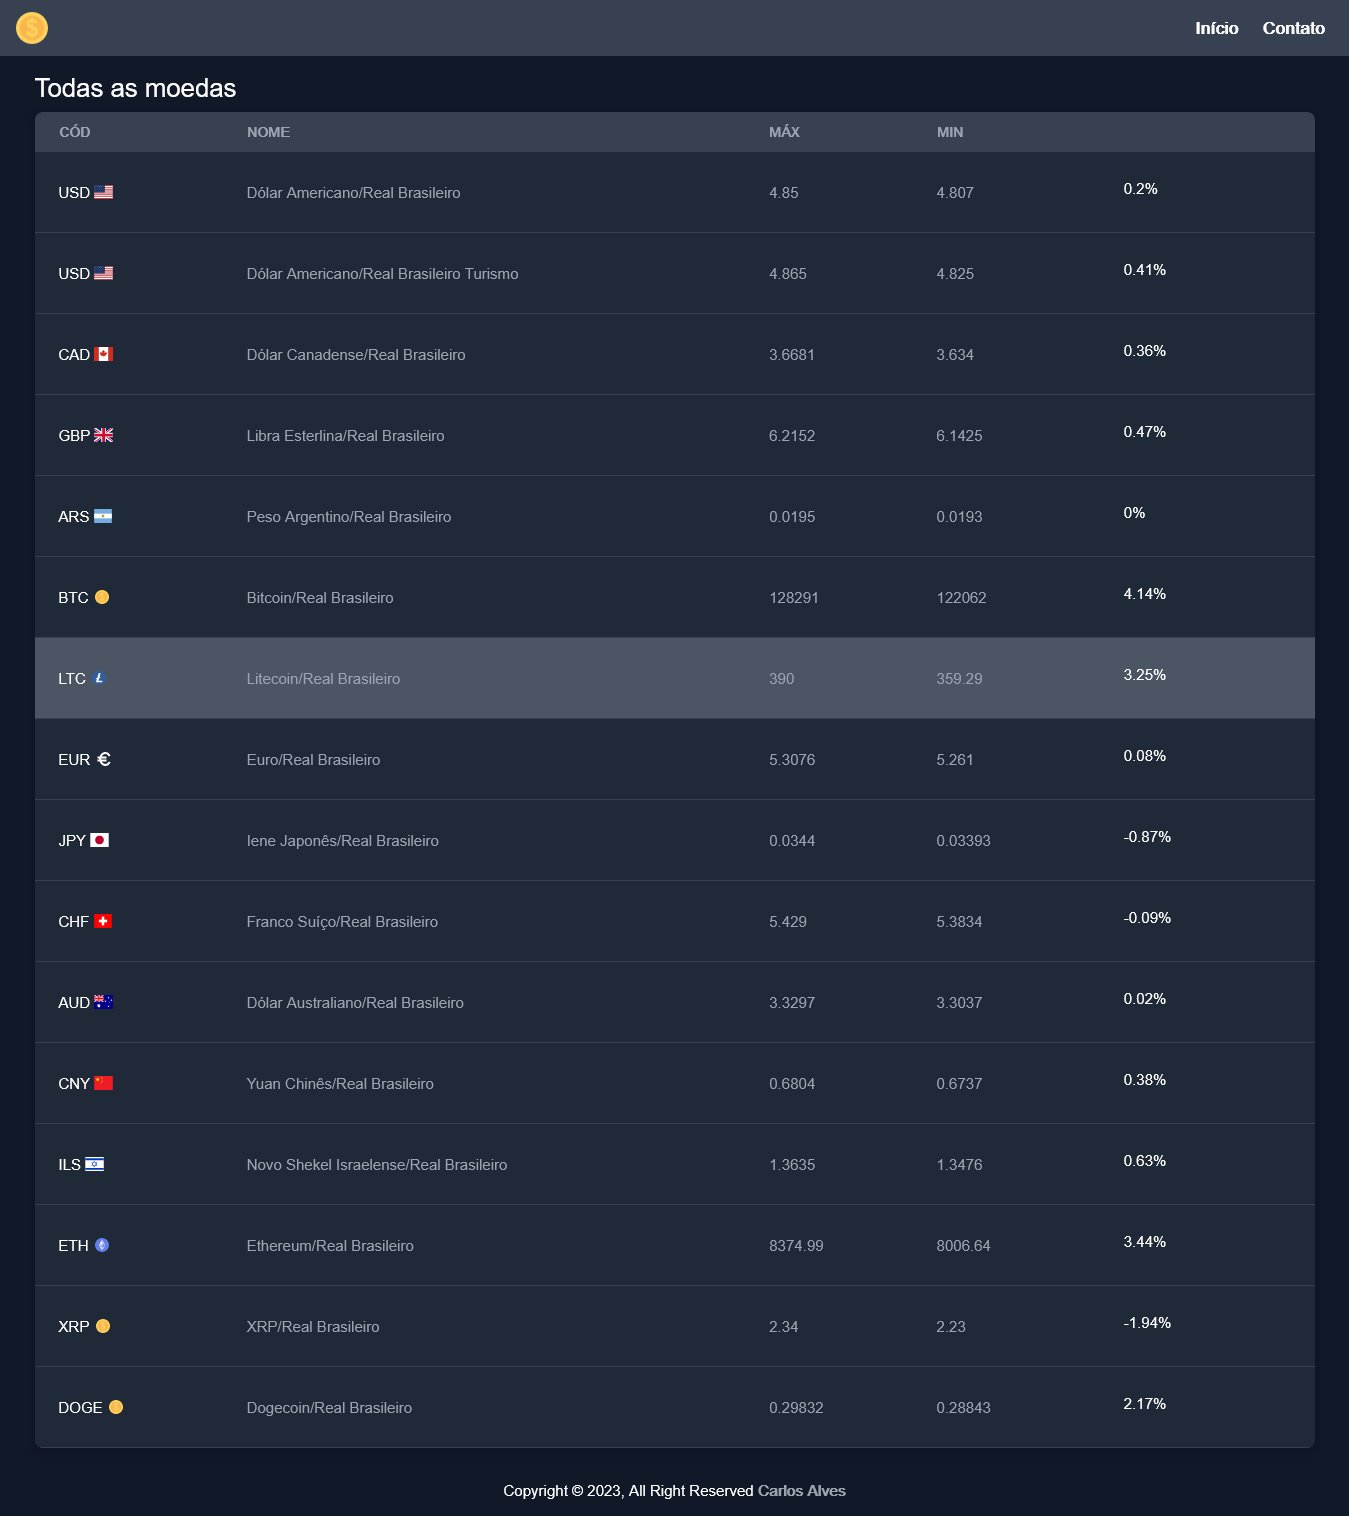 Início Contato
Todas as moedas
CÓD NOME MÁX MIN
USD Dólar Americano/Real Brasileiro 4.85 4.807 0.2%
USD Dólar Americano/Real Brasileiro Turismo 4.865 4.825 0.41%
CAD Dólar Canadense/Real Brasileiro 3.6681 3.634 0.36%
GBP Libra Esterlina/Real Brasileiro 6.2152 6.1425 0.47%
ARS Peso Argentino/Real Brasileiro 0.0195 0.0193 0%
BTC Bitcoin/Real Brasileiro 128291 122062 4.14%
LTC Litecoin/Real Brasileiro 390 359.29 3.25%
EUR € Euro/Real Brasileiro 5.3076 5.261 0.08%
JPY Iene Japonês/Real Brasileiro 0.0344 0.03393 -0.87%
CHF Franco Suíço/Real Brasileiro 5.429 5.3834 -0.09%
AUD Dólar Australiano/Real Brasileiro 3.3297 3.3037 0.02%
CNY Yuan Chinês/Real Brasileiro 0.6804 0.6737 0.38%
ILS Novo Shekel Israelense/Real Brasileiro 1.3635 1.3476 0.63%
ETH Ethereum/Real Brasileiro 8374.99 8006.64 3.44%
XRP XRP/Real Brasileiro 2.34 2.23 -1.94%
DOGE Dogecoin/Real Brasileiro 0.29832 0.28843 2.17%
Copyright © 2023, All Right Reserved Carlos Alves